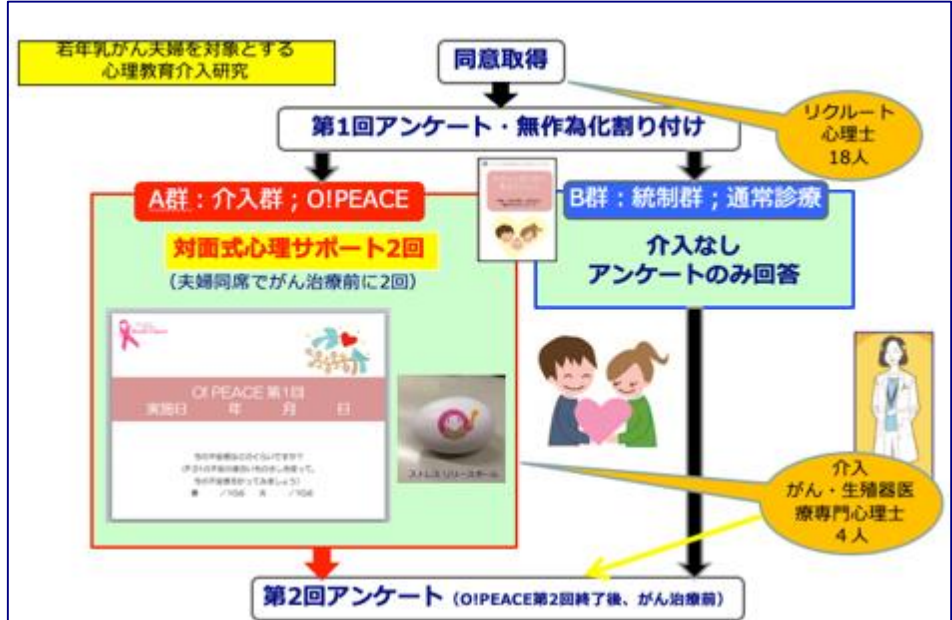 若年乳がん夫婦を対象とする
心理教育介入研究
同意取得
リクルート
心理士
18人
第1回アンケート・無作為化割り付け
A群：介入群；O!PEACE
対面式心理サポート2回
（夫婦同席でがん治療前に2回）
O! PEACE 第1回
実施日 年 月 日
ストレスリリースボール
B群：統制群；通常診療
介入なし
アンケートのみ回答
介入
がん・生殖器医
療専門心理士
４人
第2回アンケート（O!PEACE第2回終了後、がん治療前）